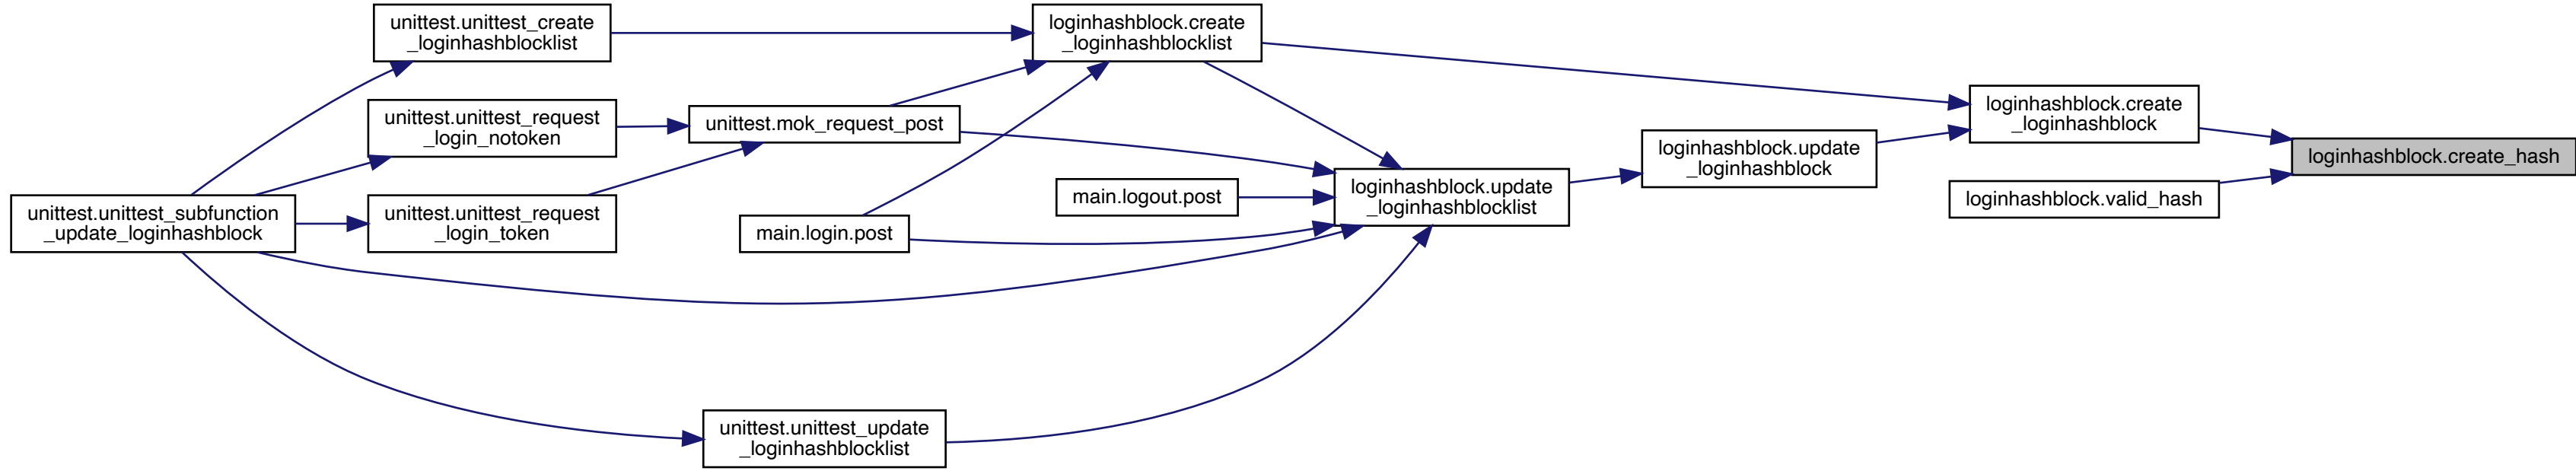 unittest.unittest_create
_loginhashblocklist
loginhashblock.create
_loginhashblocklist
loginhashblock.create
_loginhashblock
unittest.unittest_request
_login_notoken
unittest.mok_request_post
loginhashblock.update
_loginhashblock
loginhashblock.create_hash
loginhashblock.update
_loginhashblocklist
main.logout.post
loginhashblock.valid_hash
unittest.unittest_subfunction
_update_loginhashblock
unittest.unittest_request
_login_token
main.login.post
unittest.unittest_update
_loginhashblocklist